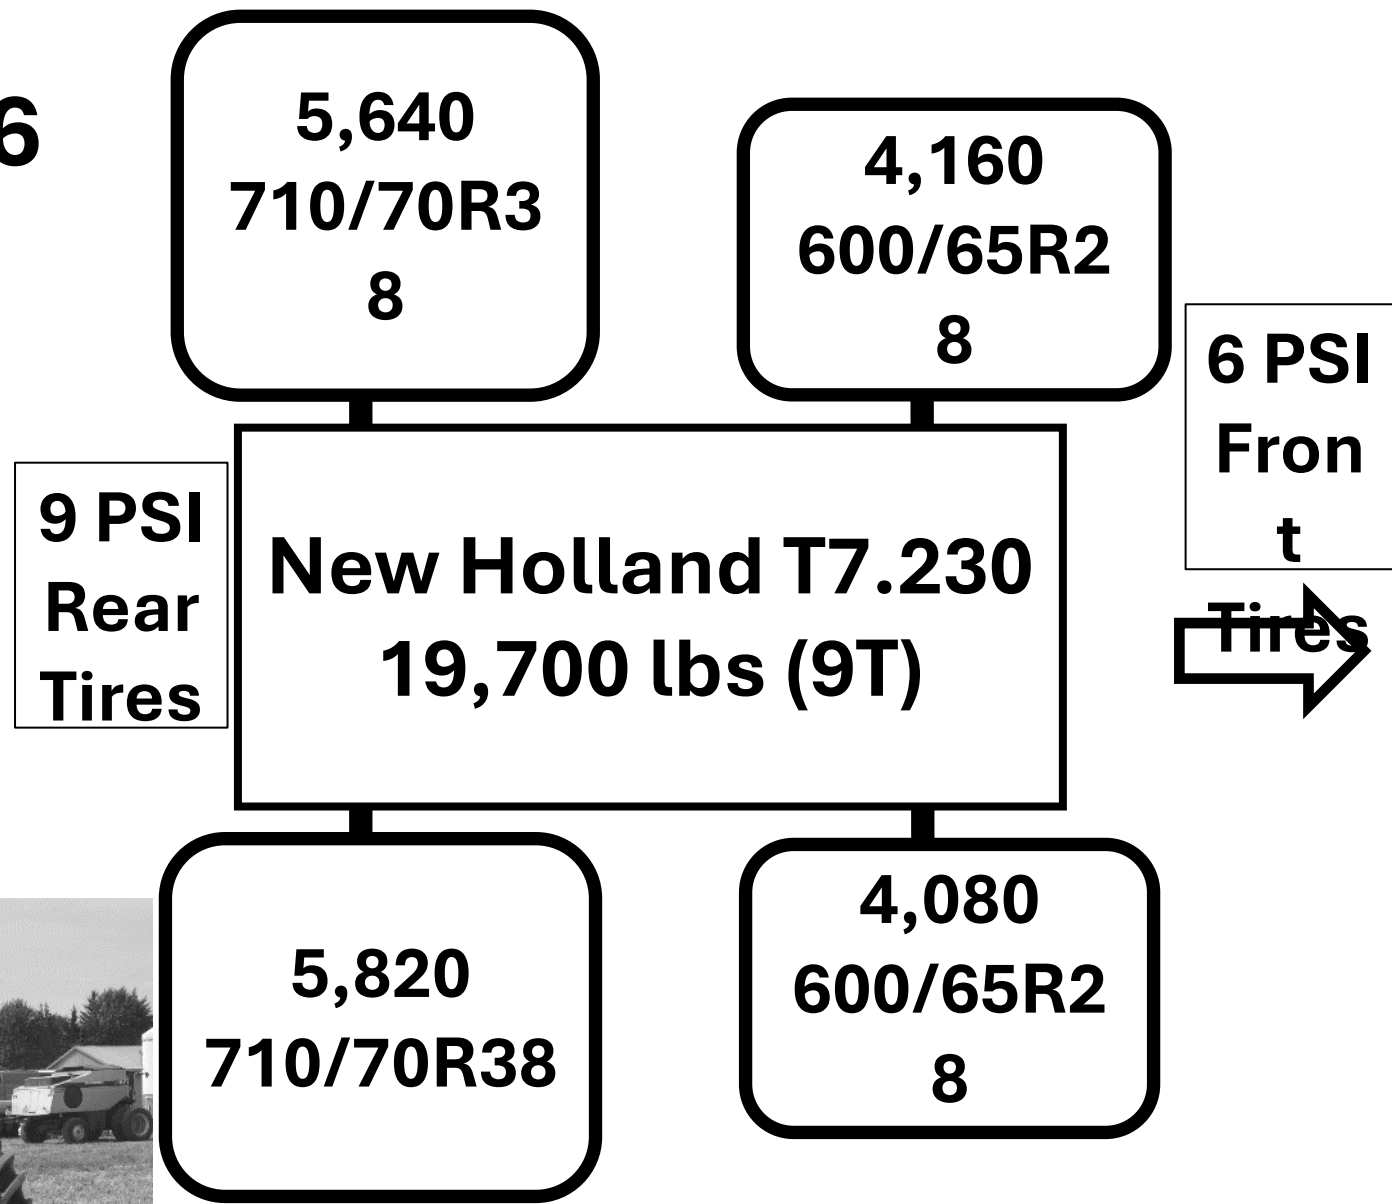 6
5,640
710/70R3
8
4,160
600/65R2
8
6 PSI
Fron
t
Tires
9 PSI
Rear
Tires
New Holland T7.230
19,700 lbs (9T)
5,820
710/70R38
4,080
600/65R2
8